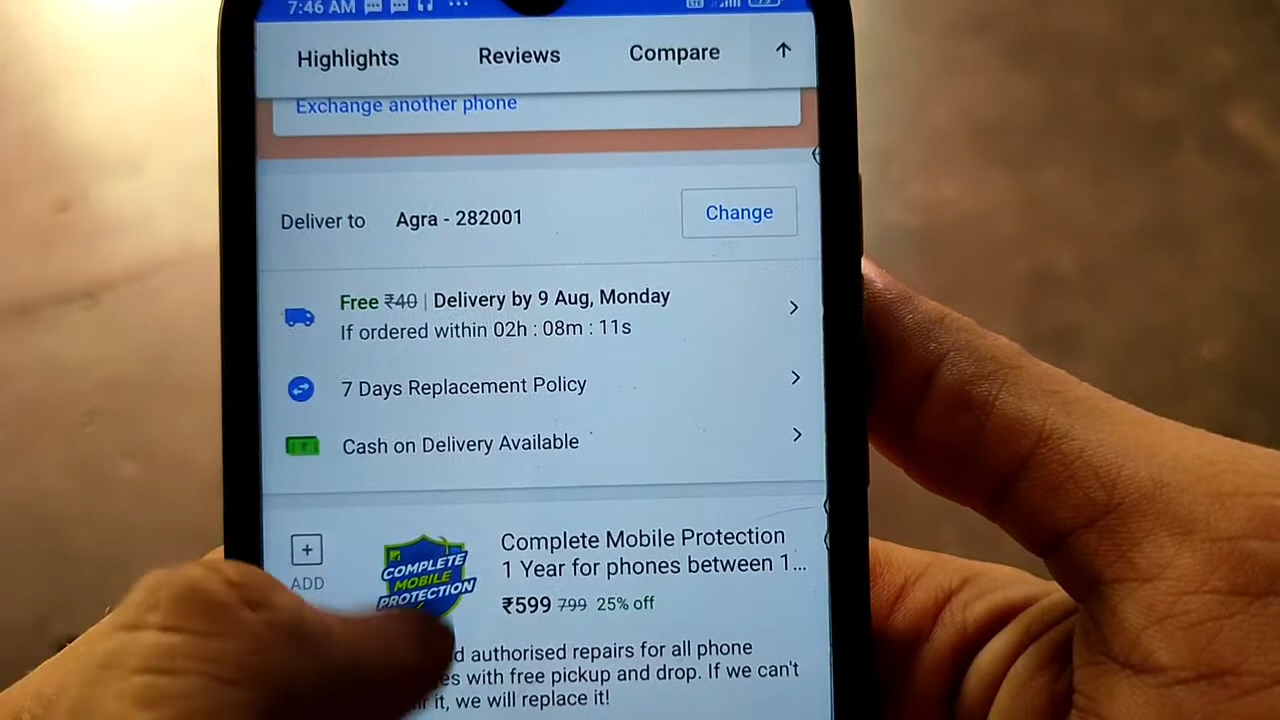 7:46 AM
Highlights Reviews Compare
Exchange another phone
Deliver to Agra - 282001 Change
Free ₹40 | Delivery by 9 Aug, Monday
If ordered within 02h : 08m : 11s
7 Days Replacement Policy
Cash on Delivery Available
Complete Mobile Protection
1 Year for phones between 1...
ADD
COMPLETE
MOBILE
PROTECTION
₹599 799 25% off
authorised repairs for all phone
with free pickup and drop. If we can't
it, we will replace it!